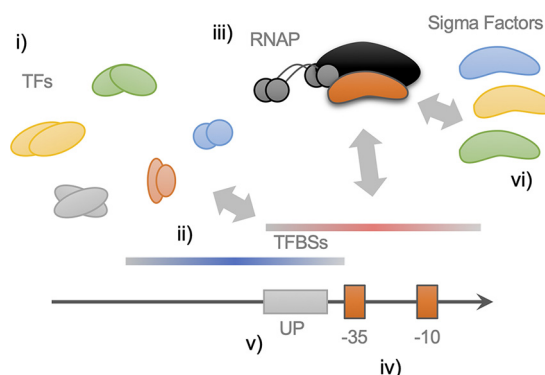 i)
TFs
iii)
RNAP
Sigma Factors
vi)
ii)
TFBSs
v)
UP
-35
-10
iv)